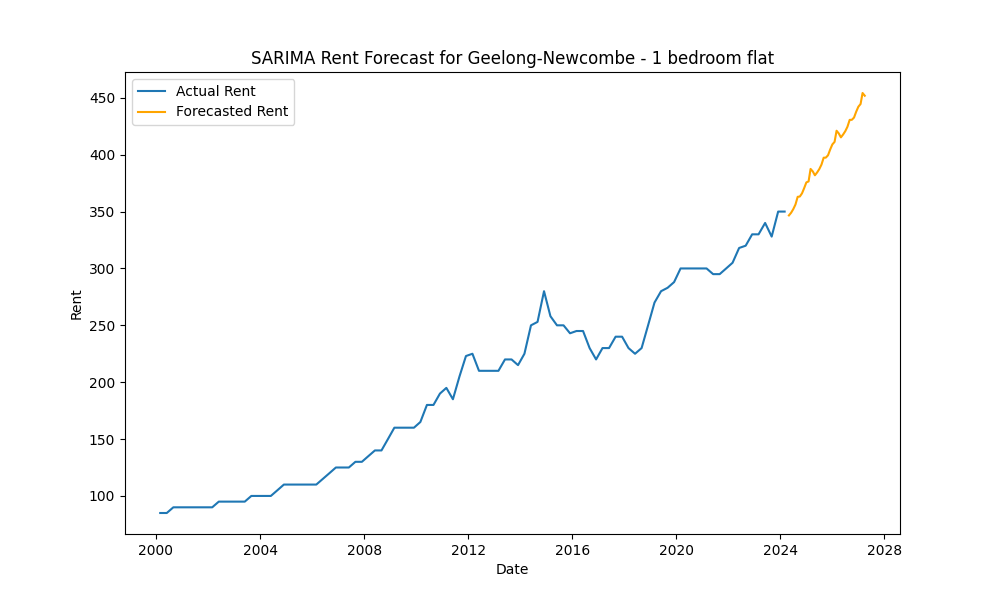 SARIMA Rent Forecast for Geelong-Newcombe - 1 bedroom flat
Actual Rent
Forecasted Rent
450
400
350
300
250
200
150
100
Rent
2000 2004 2008 2012 2016 2020 2024 2028
Date